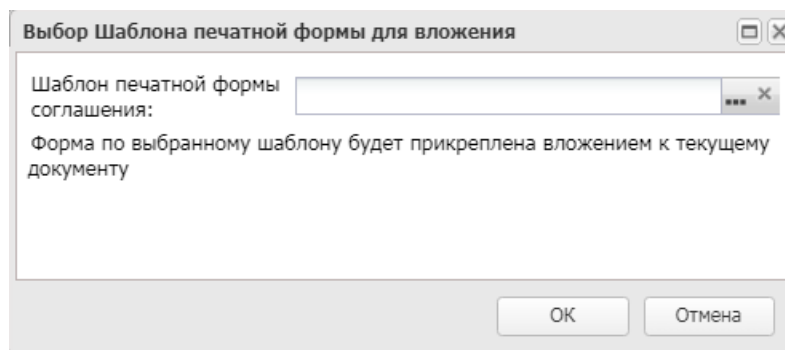 Выбор Шаблона печатной формы для вложения
Шаблон печатной формы
соглашения:
...
Форма по выбранному шаблону будет прикреплена вложением к текущему
документу
ОК
Отмена